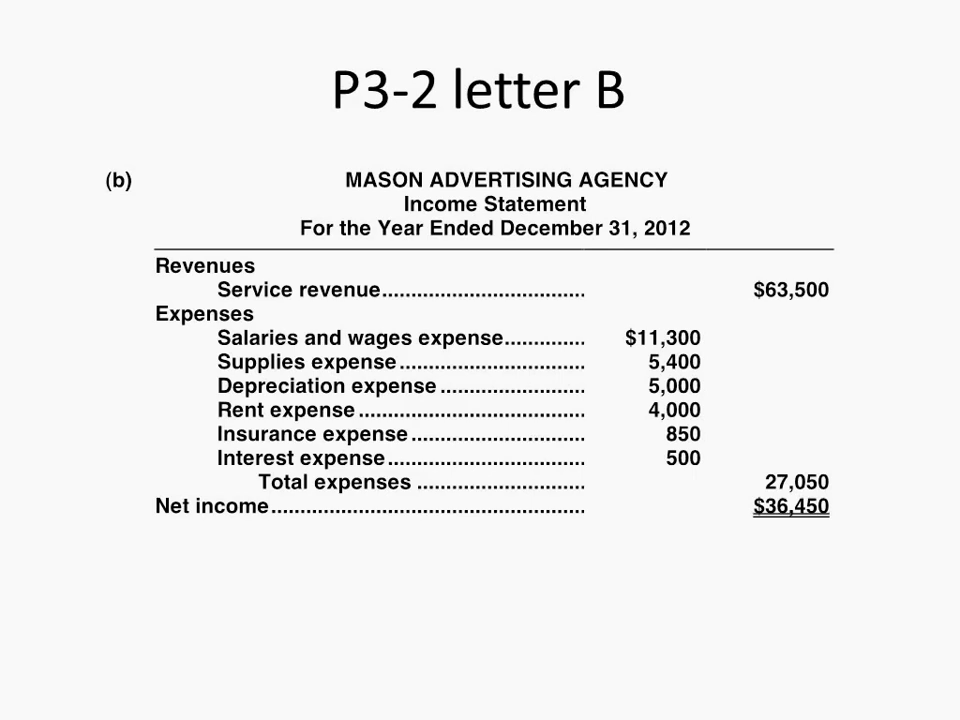 P3-2 letter B
(b) MASON ADVERTISING AGENCY
Income Statement
For the Year Ended December 31, 2012
Revenues
Service revenue.................................. $63,500
Expenses
Salaries and wages expense.............. $11,300
Supplies expense................................ 5,400
Depreciation expense......................... 5,000
Rent expense....................................... 4,000
Insurance expense.............................. 850
Interest expense.................................. 500
Total expenses............................. 27,050
Net income...................................................... $36,450